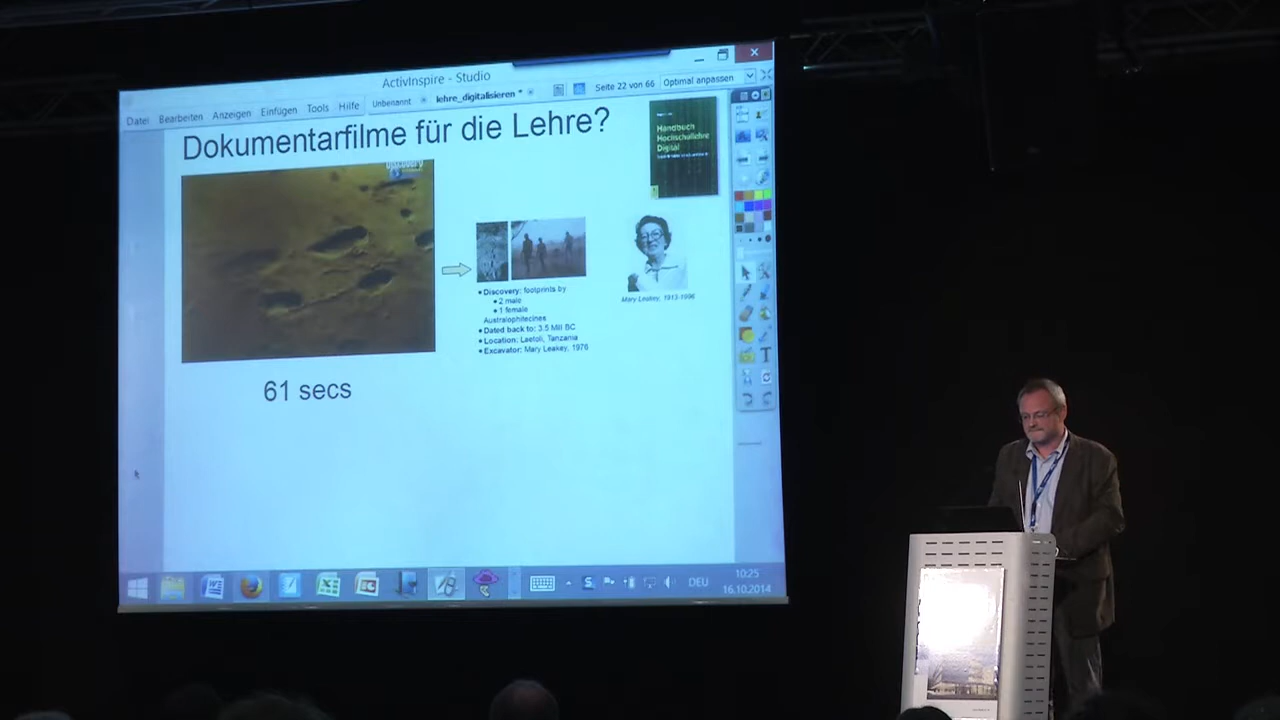 ActivInspire - Studio
Datei Bearbeiten Anzeigen Einfügen Tools Hilfe Unbenannt lehre_digitalisieren * Seite 22 von 66 Optimal anpassen
Dokumentarfilme für die Lehre?
Handbuch
Hochschullehre
Digital
• Discovery: footprints by
• 2 male
• 1 female
Australophitecines
• Dated back to: 3.5 Mill BC
• Location: Laetoli, Tanzania
• Excavator: Mary Leakey, 1976
Mary Leakey, 1913-1996
61 secs
DEU
10:25
16.10.2014